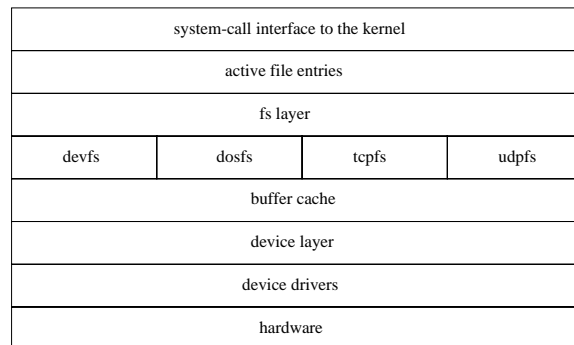 system-call interface to the kernel
active file entries
fs layer
devfs dosfs tcpfs udpfs
buffer cache
device layer
device drivers
hardware